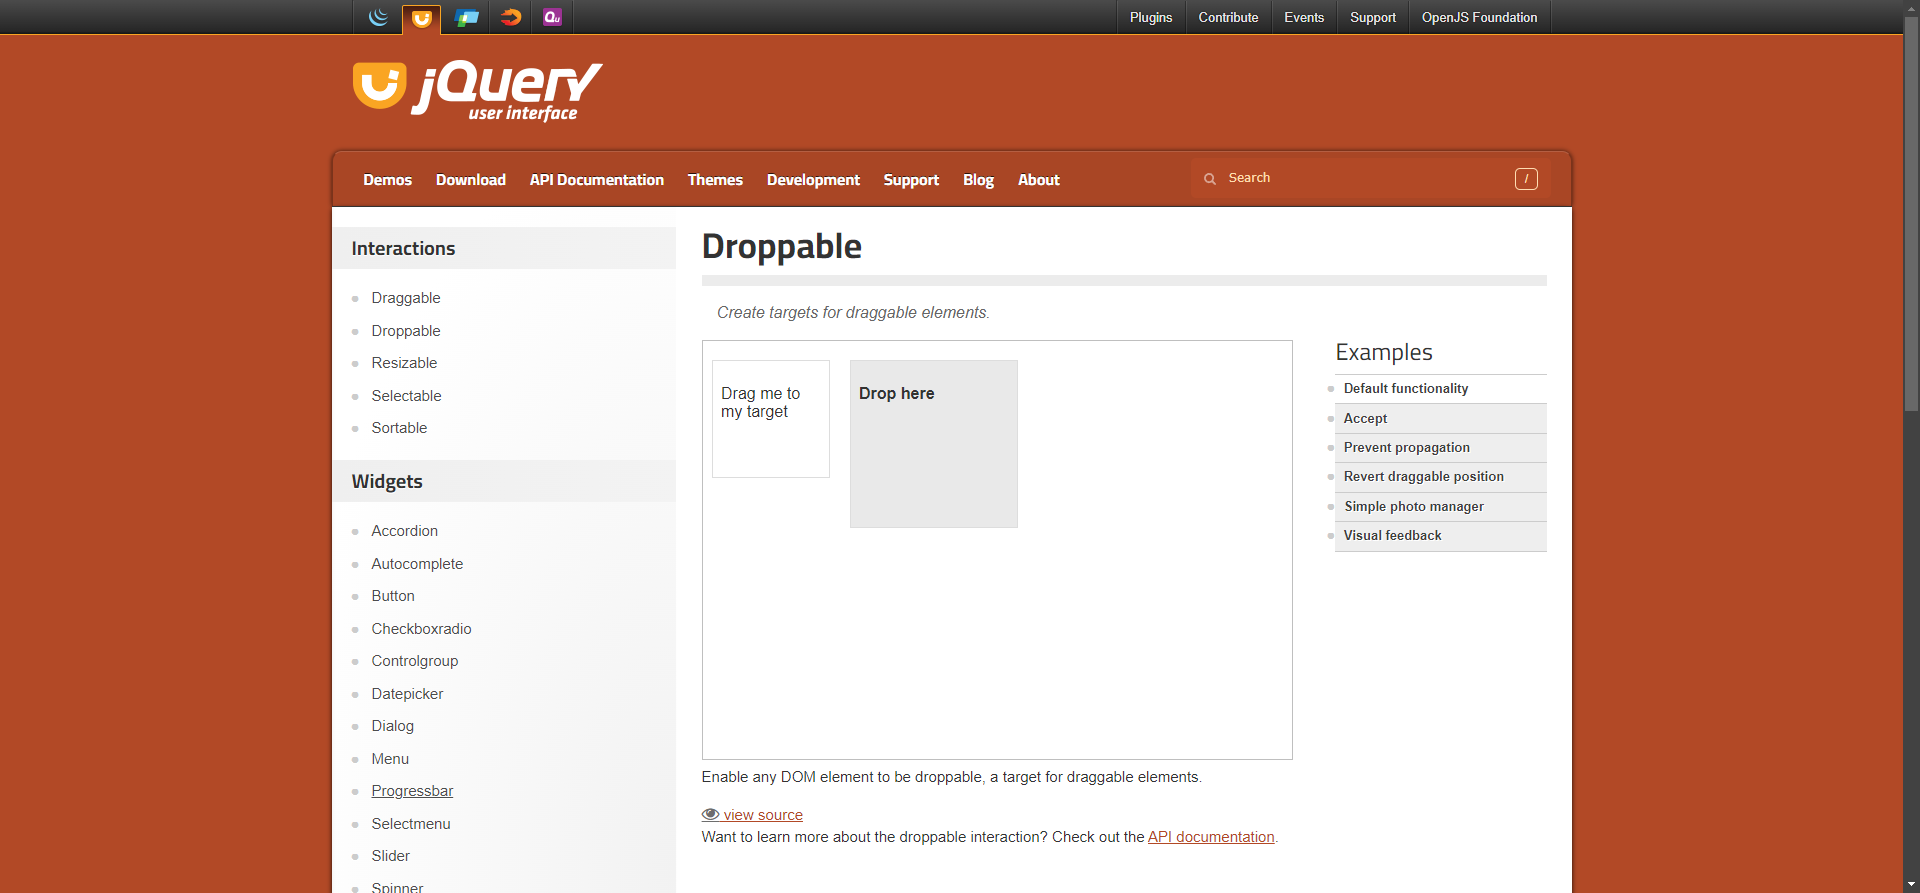 Qu
Plugins
Contribute
Events
Support
OpenJS Foundation
jQuery
user interface
Demos
Download
API Documentation
Themes
Development
Support
Blog
About
Search
/
Interactions
Draggable
Droppable
Resizable
Selectable
Sortable
Widgets
Accordion
Autocomplete
Button
Checkboxradio
Controlgroup
Datepicker
Dialog
Menu
Progressbar
Selectmenu
Slider
Spinner
Droppable
Create targets for draggable elements.
Drag me to
my target
Drop here
Enable any DOM element to be droppable, a target for draggable elements.
view source
Want to learn more about the droppable interaction? Check out the API documentation.
Examples
Default functionality
Accept
Prevent propagation
Revert draggable position
Simple photo manager
Visual feedback